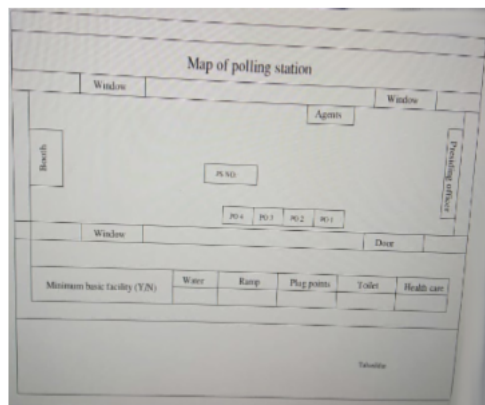 Map of polling station
Window
Window
Agents
Booth
Presiding officer
PS NO.
PO 4 PO 3 PO 2 PO 1
Window
Door
Minimum basic facility (Y/N) Water Ramp Plug points Toilet Health care